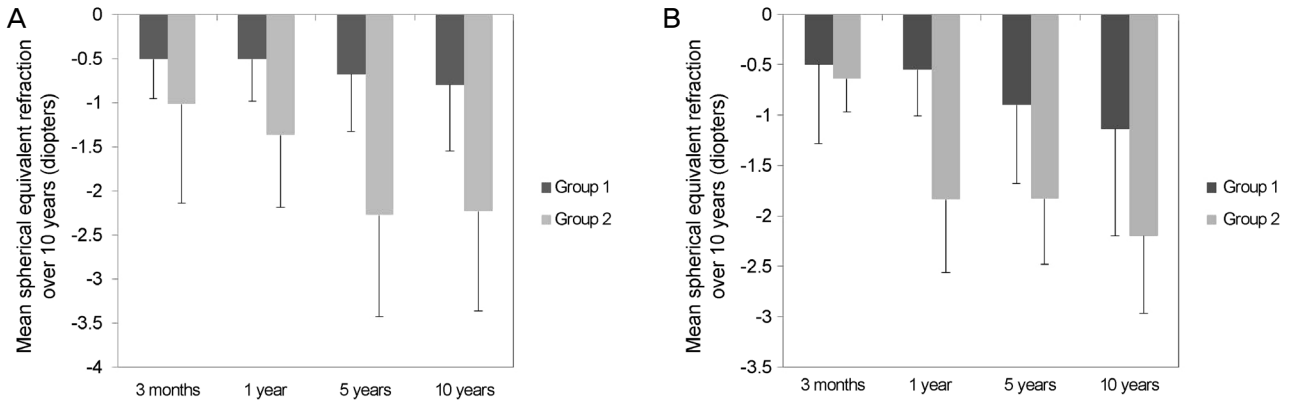 A
Mean spherical equivalent refraction
over 10 years (diopters)
0
-0.5
-1
-1.5
-2
-2.5
-3
-3.5
-4
3 months
1 year
5 years
10 years
Group 1
Group 2
B
Mean spherical equivalent refraction
over 10 years (diopters)
0
-0.5
-1
-1.5
-2
-2.5
-3
-3.5
3 months
1 year
5 years
10 years
Group 1
Group 2